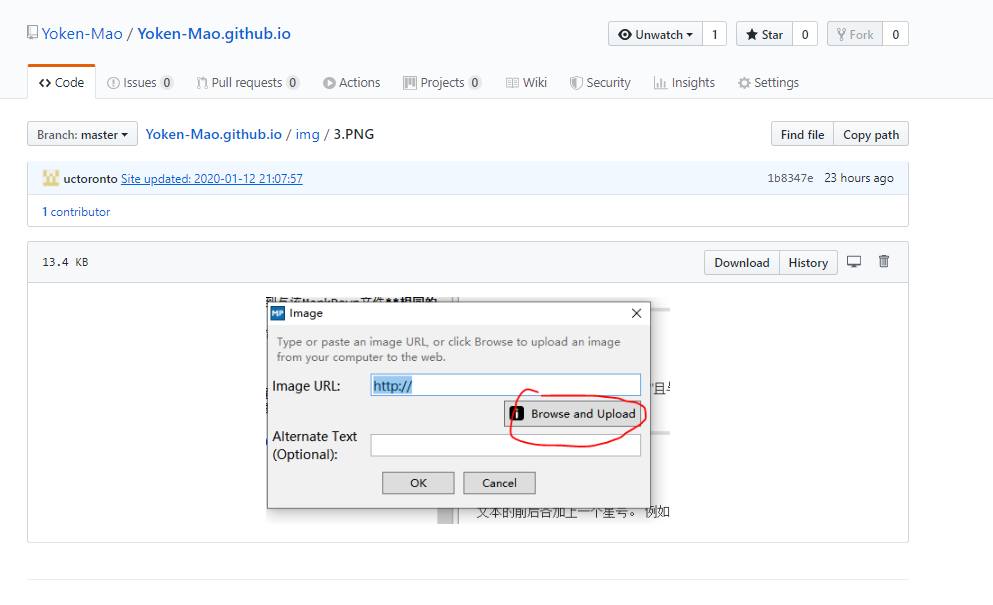 Yoken-Mao / Yoken-Mao.github.io
Unwatch 1 Star 0 Fork 0
Code Issues 0 Pull requests 0 Actions Projects 0 Wiki Security Insights Settings
Branch: master Yoken-Mao.github.io / img / 3.PNG Find file Copy path
uctoronto Site updated: 2020-01-12 21:07:57 1b8347e 23 hours ago
1 contributor
13.4 KB Download History
MP Image
Type or paste an image URL, or click Browse to upload an image
from your computer to the web.
Image URL: http://
Browse and Upload
Alternate Text
(Optional):
OK Cancel
文本的前后各加上一个星号。 例如